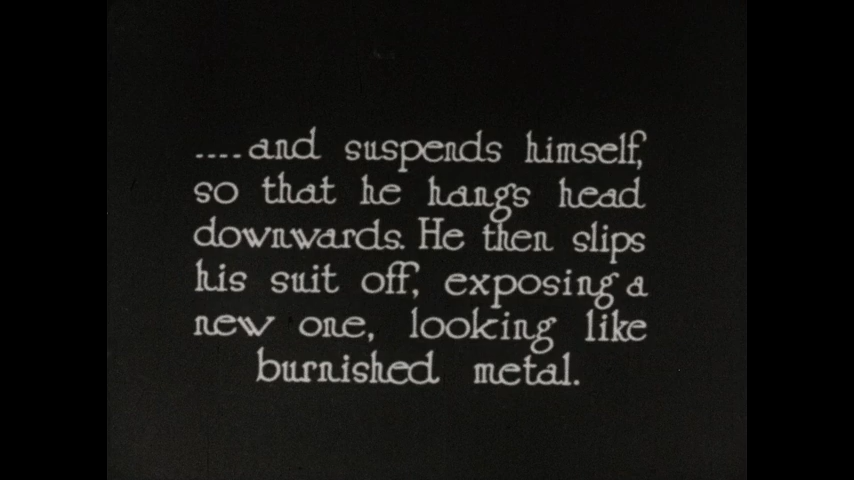 ....and suspends himself,
so that he hangs head
downwards. He then slips
his suit off, exposing a
new one, looking like
burnished metal.